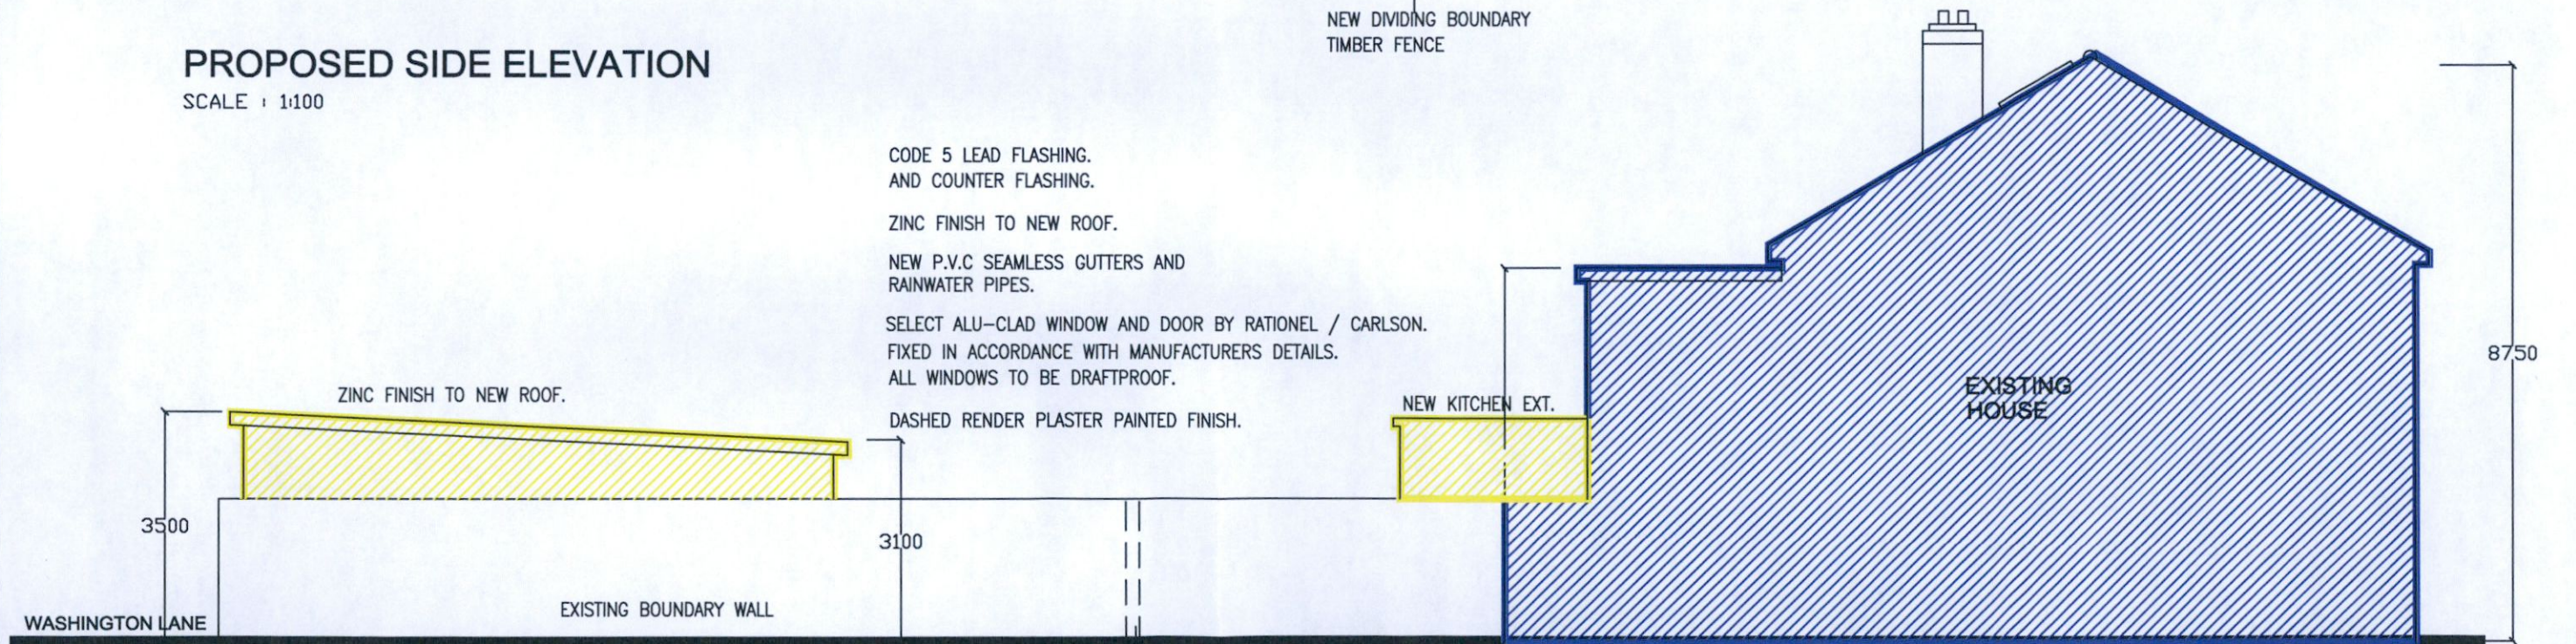 NEW DIVIDING BOUNDARY
TIMBER FENCE
PROPOSED SIDE ELEVATION
SCALE : 1:100
CODE 5 LEAD FLASHING.
AND COUNTER FLASHING.
ZINC FINISH TO NEW ROOF.
NEW P.V.C SEAMLESS GUTTERS AND
RAINWATER PIPES.
SELECT ALU-CLAD WINDOW AND DOOR BY RATIONEL / CARLSON.
FIXED IN ACCORDANCE WITH MANUFACTURERS DETAILS.
ALL WINDOWS TO BE DRAFTPROOF.
DASHED RENDER PLASTER PAINTED FINISH.
ZINC FINISH TO NEW ROOF.
NEW KITCHEN EXT.
EXISTING
HOUSE
8750
3500
3100
EXISTING BOUNDARY WALL
WASHINGTON LANE